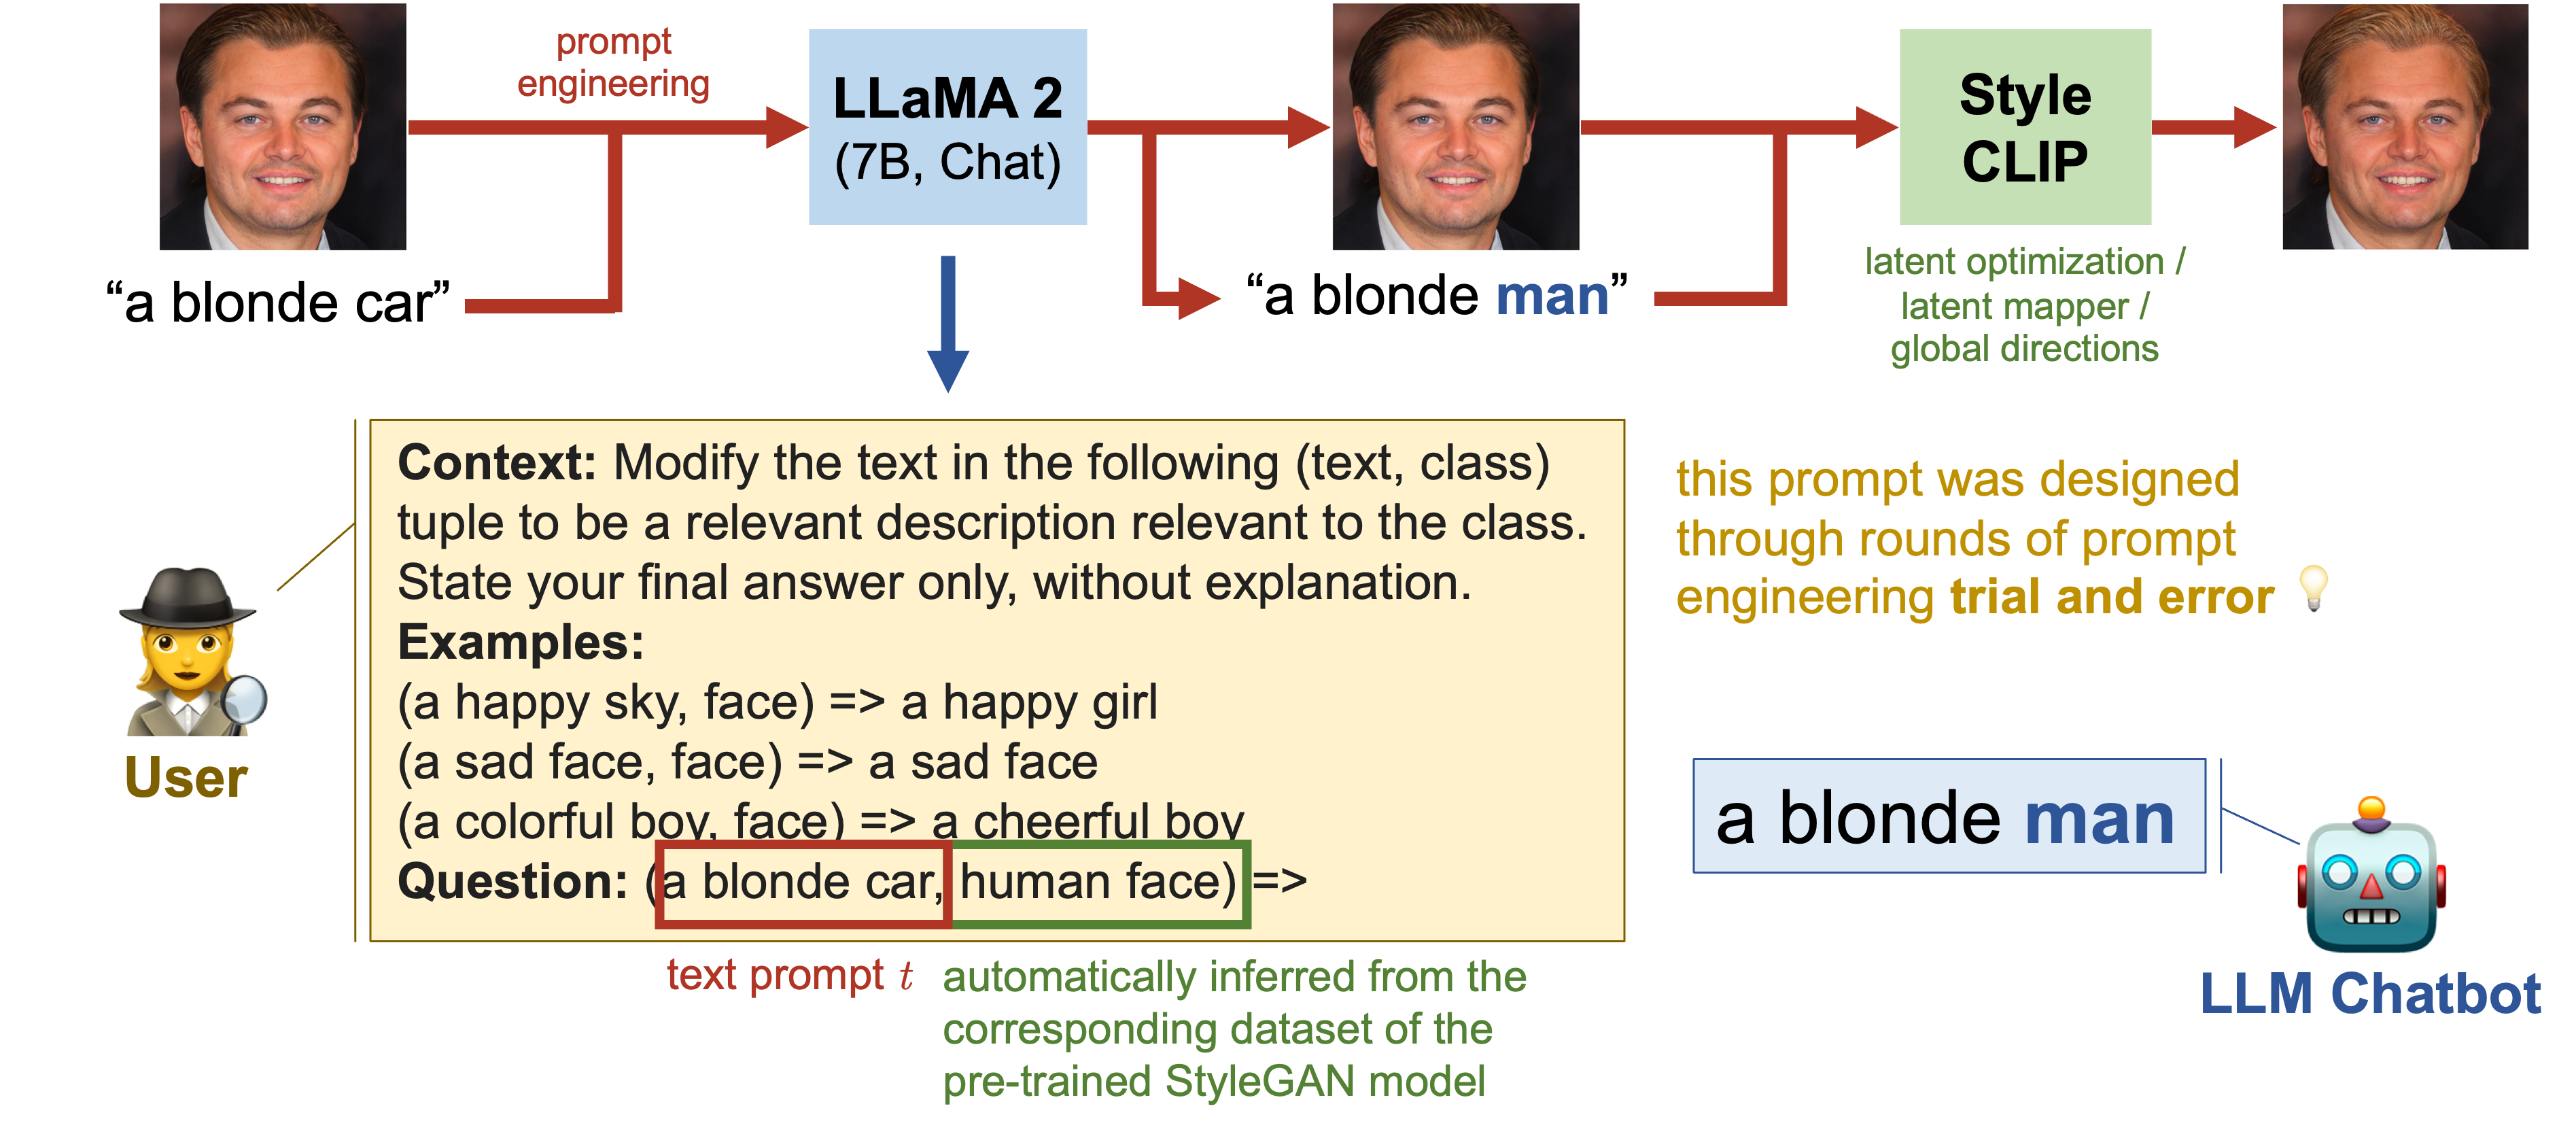 prompt
engineering
LLaMA 2
(7B, Chat)
Style
CLIP
“a blonde car”
“a blonde man”
latent optimization /
latent mapper /
global directions
Context: Modify the text in the following (text, class)
tuple to be a relevant description relevant to the class.
State your final answer only, without explanation.
Examples:
(a happy sky, face) => a happy girl
(a sad face, face) => a sad face
(a colorful boy, face) => a cheerful boy
Question: (a blonde car, human face) =>
User
this prompt was designed
through rounds of prompt
engineering trial and error
a blonde man
LLM Chatbot
text prompt t
automatically inferred from the
corresponding dataset of the
pre-trained StyleGAN model